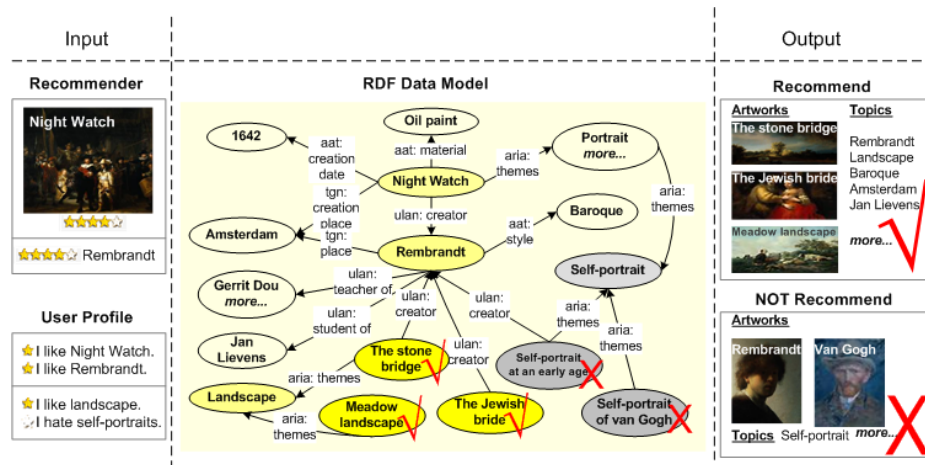 Input
Output
Recommender
Night Watch
Rembrandt
User Profile
I like Night Watch.
I like Rembrandt.
I like landscape.
I hate self-portraits.
RDF Data Model
1642
Oil paint
Portrait
more...
aat:
creation
date
aat: material
aria:
themes
Night Watch
tgn:
creation
place
ulan: creator
aat:
style
Baroque
aria:
themes
Amsterdam
tgn:
place
Rembrandt
Self-portrait
Gerrit Dou
more...
ulan:
teacher of
ulan:
creator
ulan:
creator
ulan:
student of
aria:
themes
aria:
themes
Jan
Lievens
The stone
bridge
ulan:
creator
Self-portrait
at an early age
aria: themes
Landscape
aria:
themes
Meadow
landscape
The Jewish
bride
Self-portrait
of van Gogh
Recommend
Artworks
Topics
The stone bridge
The Jewish bride
Meadow landscape
Rembrandt
Landscape
Baroque
Amsterdam
Jan Lievens
more...
NOT Recommend
Artworks
Rembrandt
Van Gogh
Topics Self-portrait more...